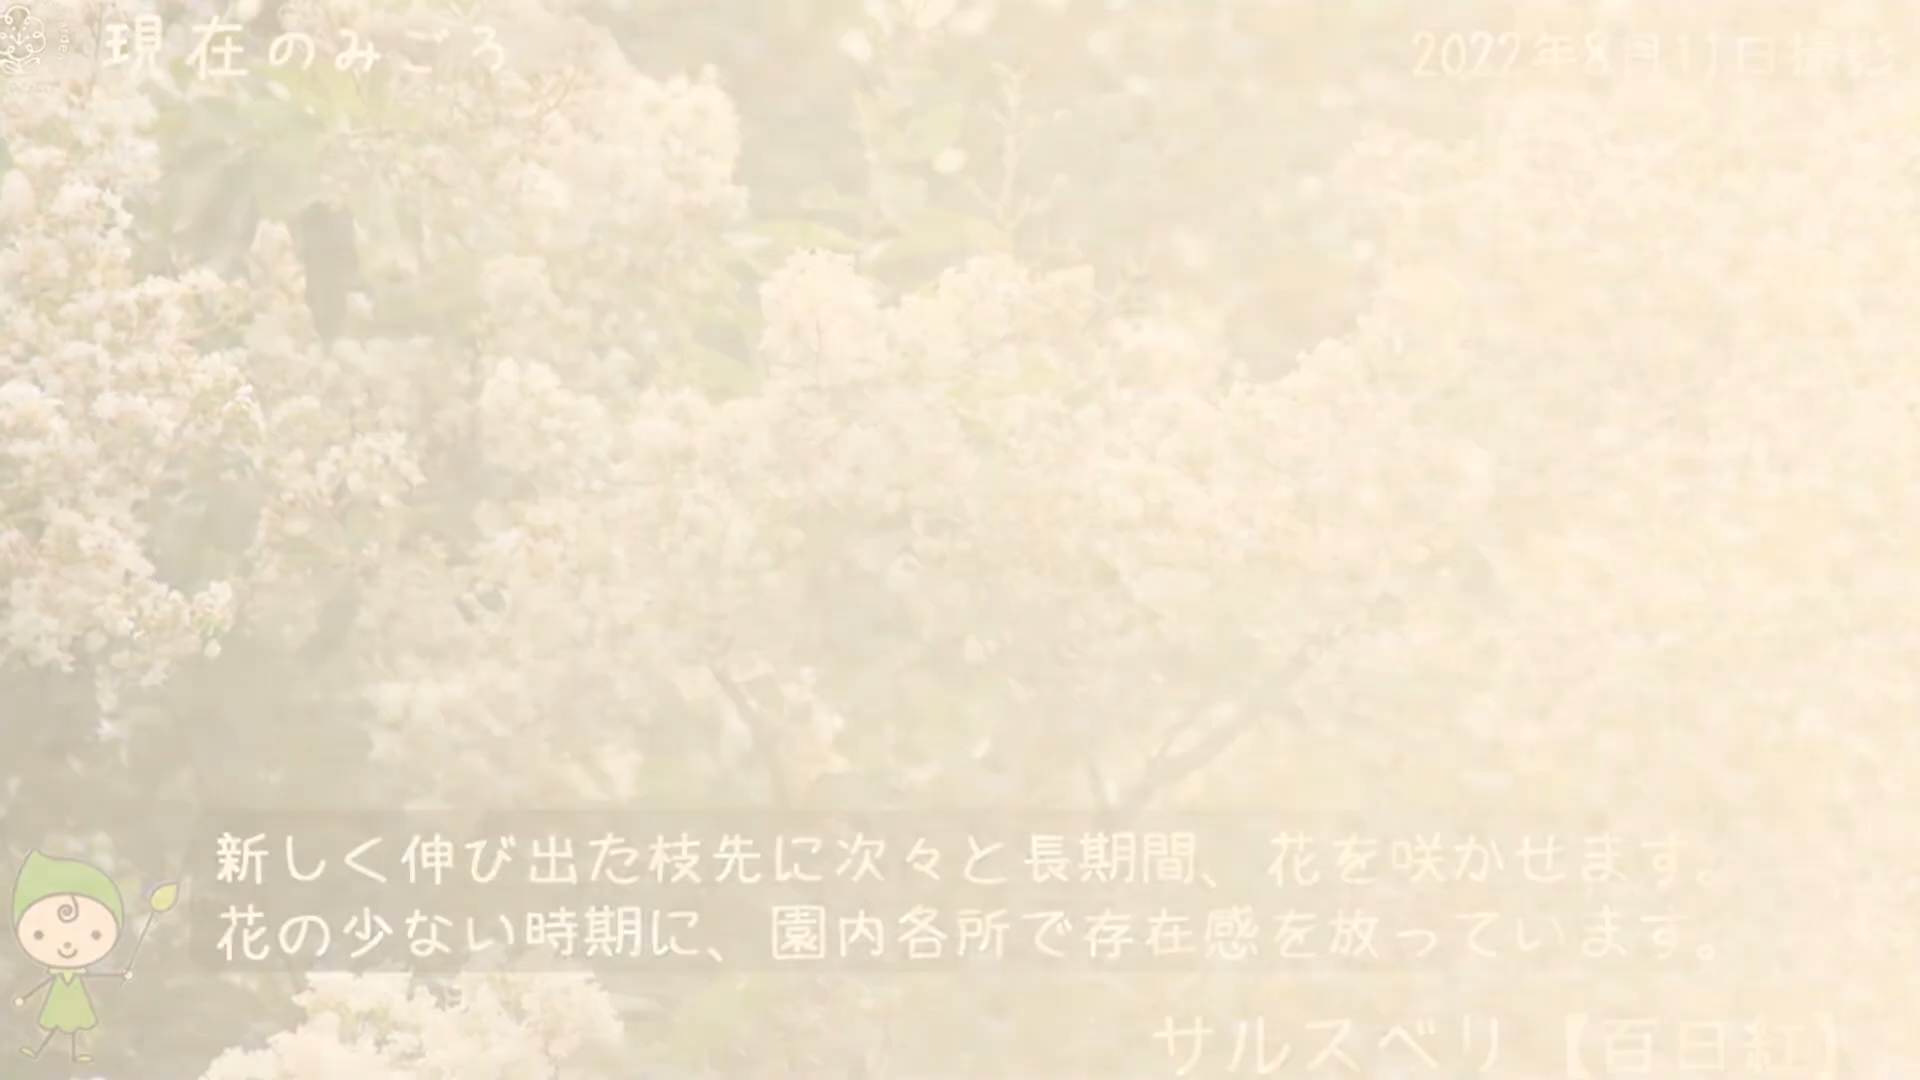 現在のみごろ
2022年8月11日撮影
新しく伸び出た枝先に次々と長期間、花を咲かせます。
花の少ない時期に、園内各所で存在感を放っています。
サルスベリ【百日紅】